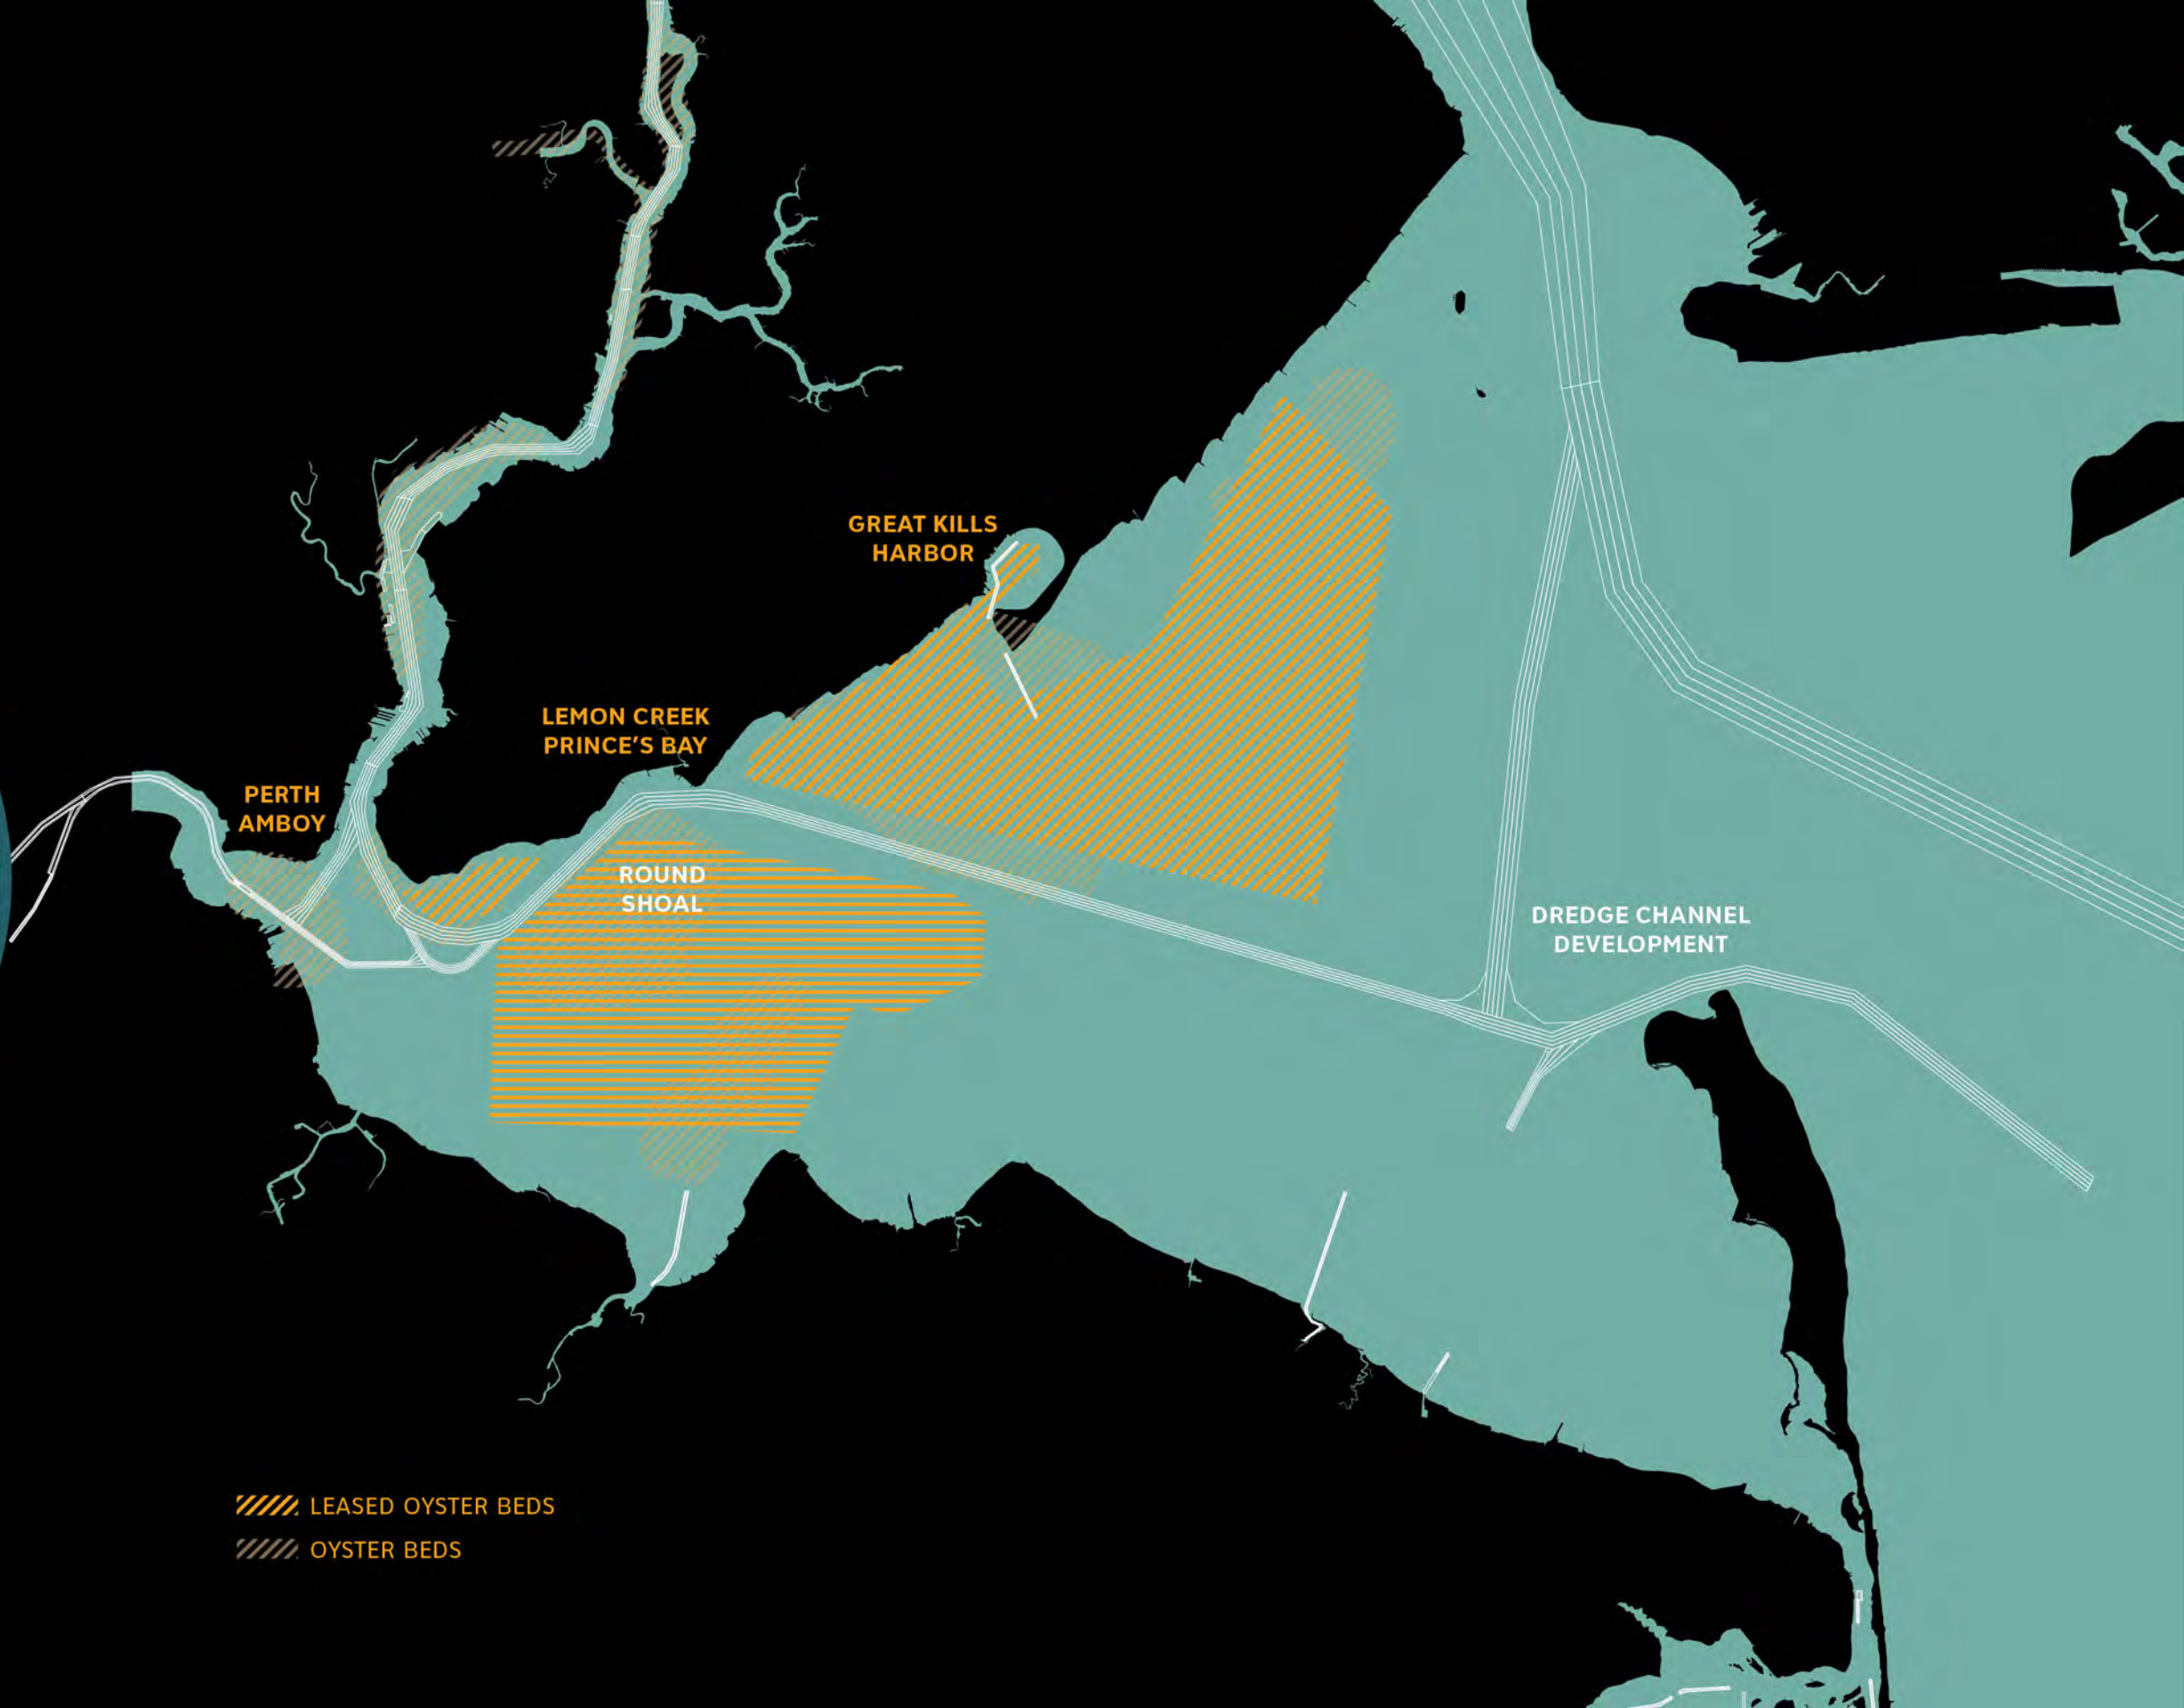 GREAT KILLS
HARBOR
LEMON CREEK
PRINCE'S BAY
PERTH
AMBOY
ROUND
SHOAL
DREDGE CHANNEL
DEVELOPMENT
LEASED OYSTER BEDS
OYSTER BEDS